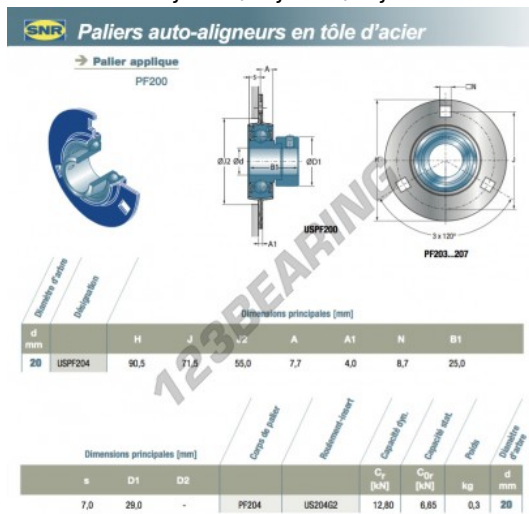 SNR Paliers auto-aligneurs en tôle d'acier
Palier applique
PF200
A
s
□N
ØJ2 Ød
B1
ØD1
H
J
A1
USPF200
3 x 120°
PF203...207
123BEARING
Diamètre d'arbre
Désignation
Dimensions principales [mm]
d mm H J J2 A A1 N B1
20 USPF204 90,5 71,5 55,0 7,7 4,0 8,7 25,0
Dimensions principales [mm]
Corps de palier
Roulement-insert
Capacité dyn.
Capacité stat.
Poids
Diamètre d'arbre
s D1 D2 Cr [kN] C0r [kN] kg d mm
7,0 29,0 - PF204 US204G2 12,80 6,65 0,3 20